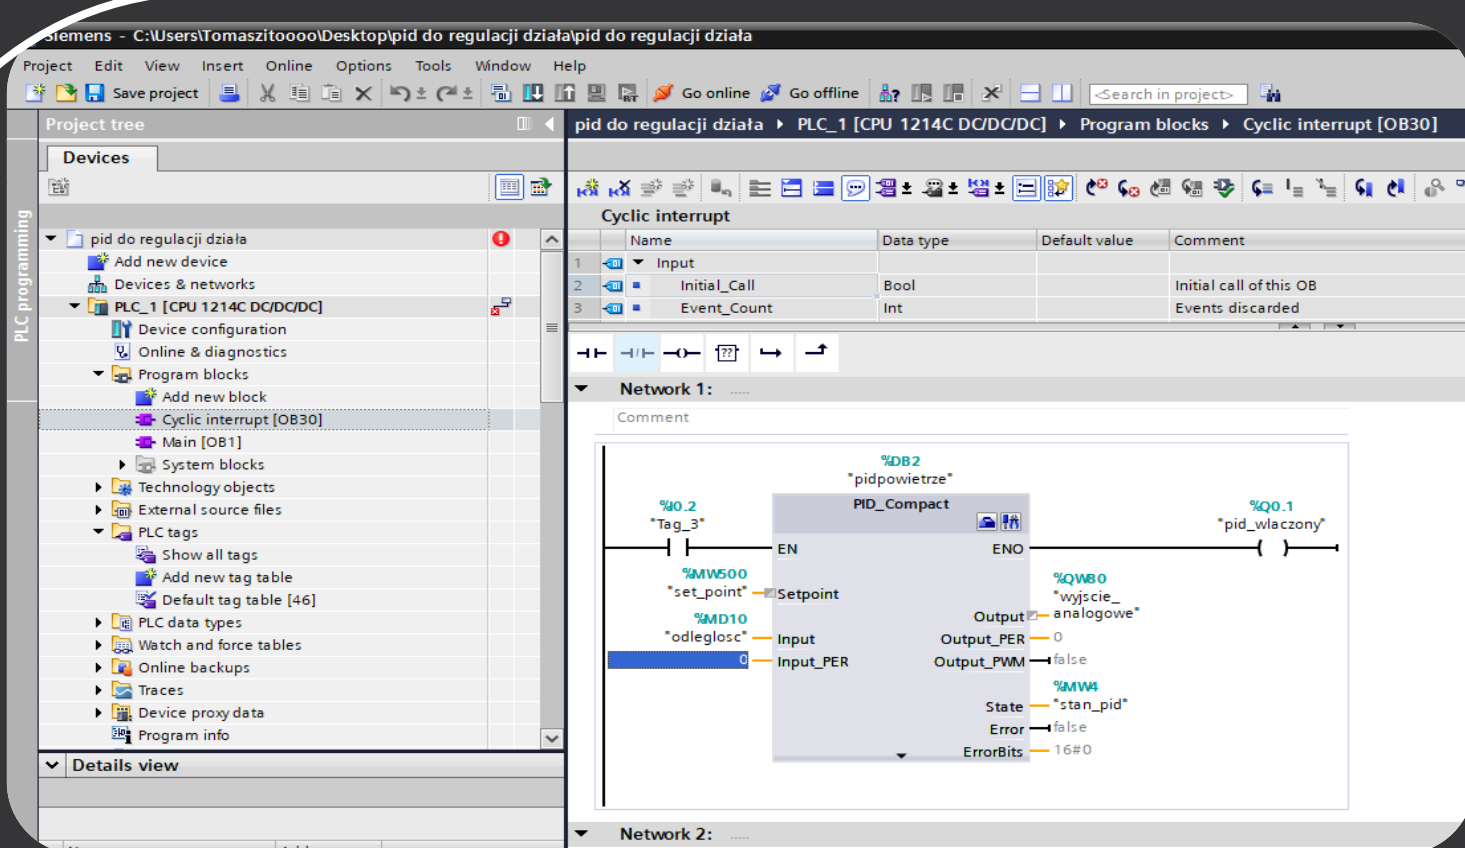 Siemens - C:\Users\Tomaszitoooo\Desktop\pid do regulacji działa\pid do regulacji działa
Project Edit View Insert Online Options Tools Window Help
Save project Go online Go offline <Search in project>
Project tree
pid do regulacji działa PLC_1 [CPU 1214C DC/DC/DC] Program blocks Cyclic interrupt [OB30]
Devices
PLC programming
pid do regulacji działa
Add new device
Devices & networks
PLC_1 [CPU 1214C DC/DC/DC]
Device configuration
Online & diagnostics
Program blocks
Add new block
Cyclic interrupt [OB30]
Main [OB1]
System blocks
Technology objects
External source files
PLC tags
Show all tags
Add new tag table
Default tag table [46]
PLC data types
Watch and force tables
Online backups
Traces
Device proxy data
Program info
Details view
Cyclic interrupt
Name Data type Default value Comment
1 Input
2 Initial_Call Bool Initial call of this OB
3 Event_Count Int Events discarded
??
Network 1: .....
Comment
%DB2
"pidpowietrze"
PID_Compact
%I0.2
"Tag_3"
%Q0.1
"pid_wlaczony"
EN ENO
%MW500
"set_point" Setpoint
%QW80
"wyjscie_
analogowe"
Output
%MD10
"odleglosc" Input
Output_PER 0
0 Input_PER
Output_PWM false
%MW4
State "stan_pid"
Error false
ErrorBits 16#0
Network 2: .....